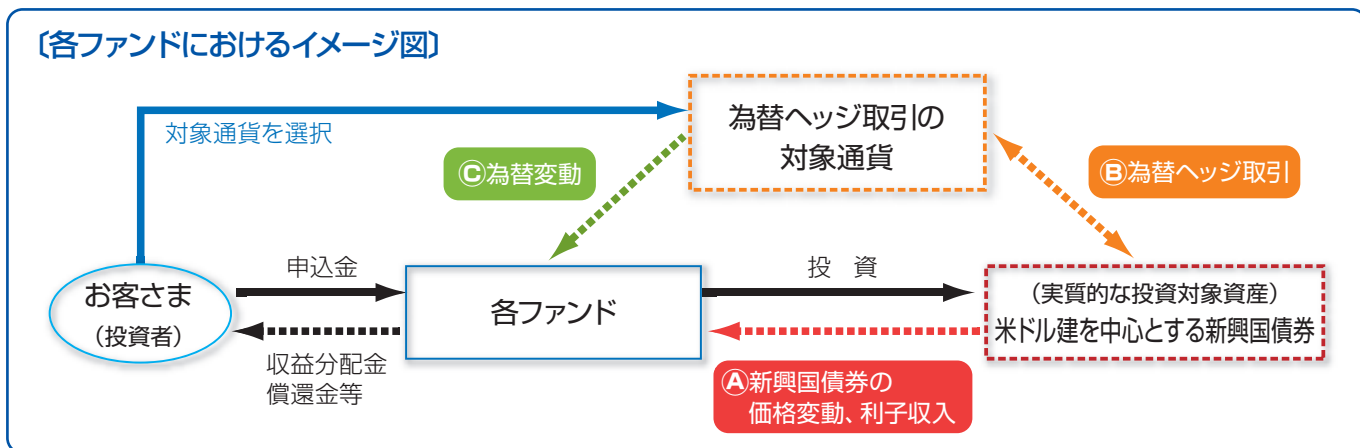 〔各ファンドにおけるイメージ図〕
対象通貨を選択
為替ヘッジ取引の
対象通貨
Ⓒ為替変動
Ⓑ為替ヘッジ取引
お客さま
（投資者）
申込金
収益分配金
償還金等
各ファンド
投　資
（実質的な投資対象資産）
米ドル建を中心とする新興国債券
Ⓐ新興国債券の
価格変動、利子収入